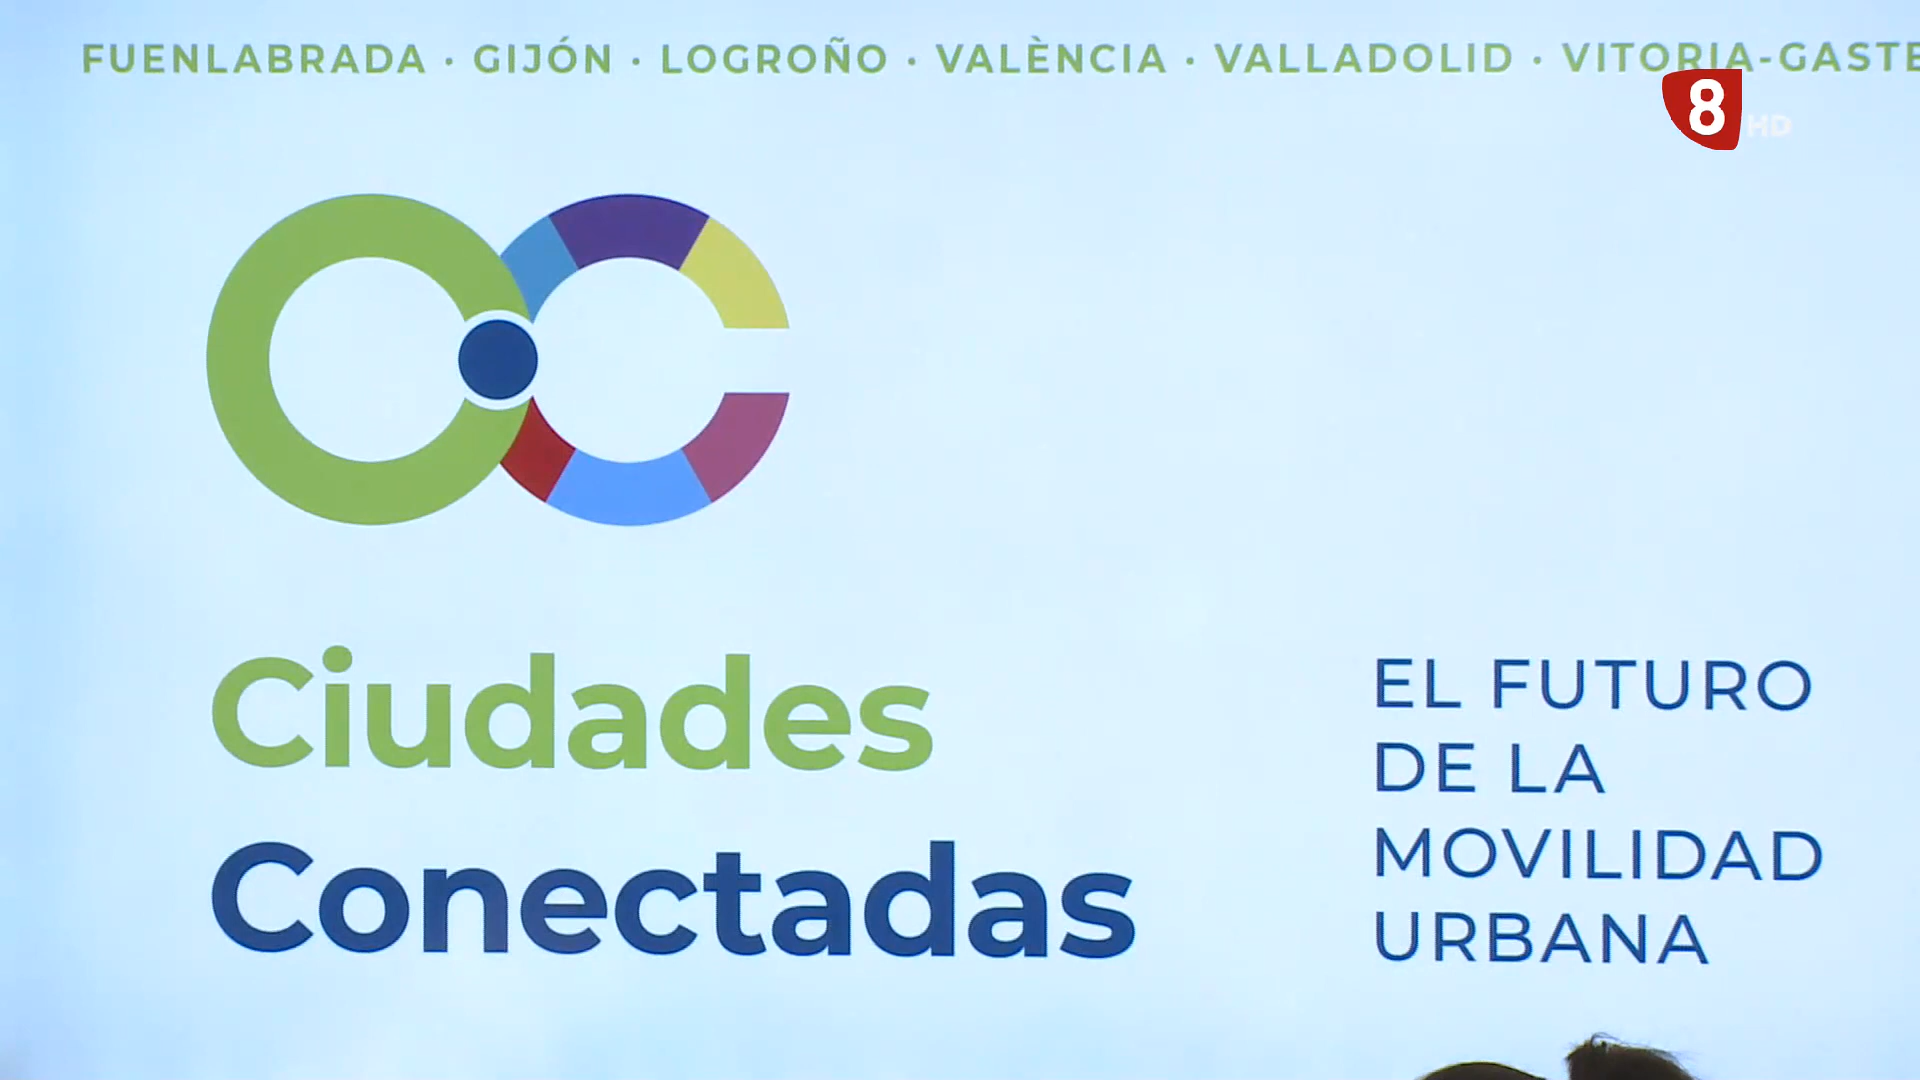 FUENLABRADA · GIJÓN · LOGROÑO · VALÈNCIA · VALLADOLID · VITORIA-GASTE
8 HD
Ciudades
Conectadas
EL FUTURO
DE LA
MOVILIDAD
URBANA